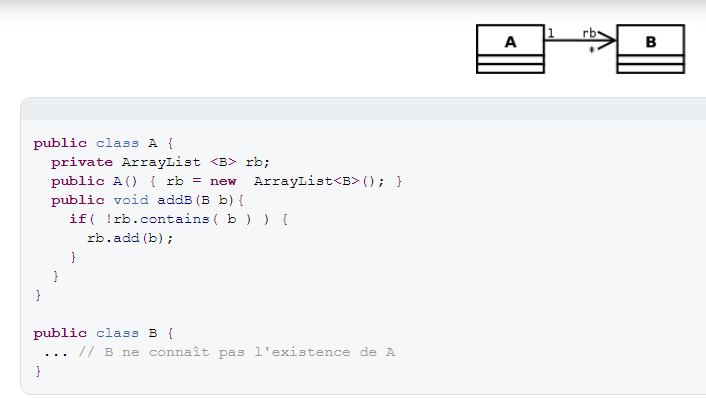 A 1 rb * B
public class A {
private ArrayList <B> rb;
public A() { rb = new ArrayList<B>(); }
public void addB(B b){
if( !rb.contains( b ) ) {
rb.add(b);
}
}
}
public class B {
... // B ne connaît pas l'existence de A
}